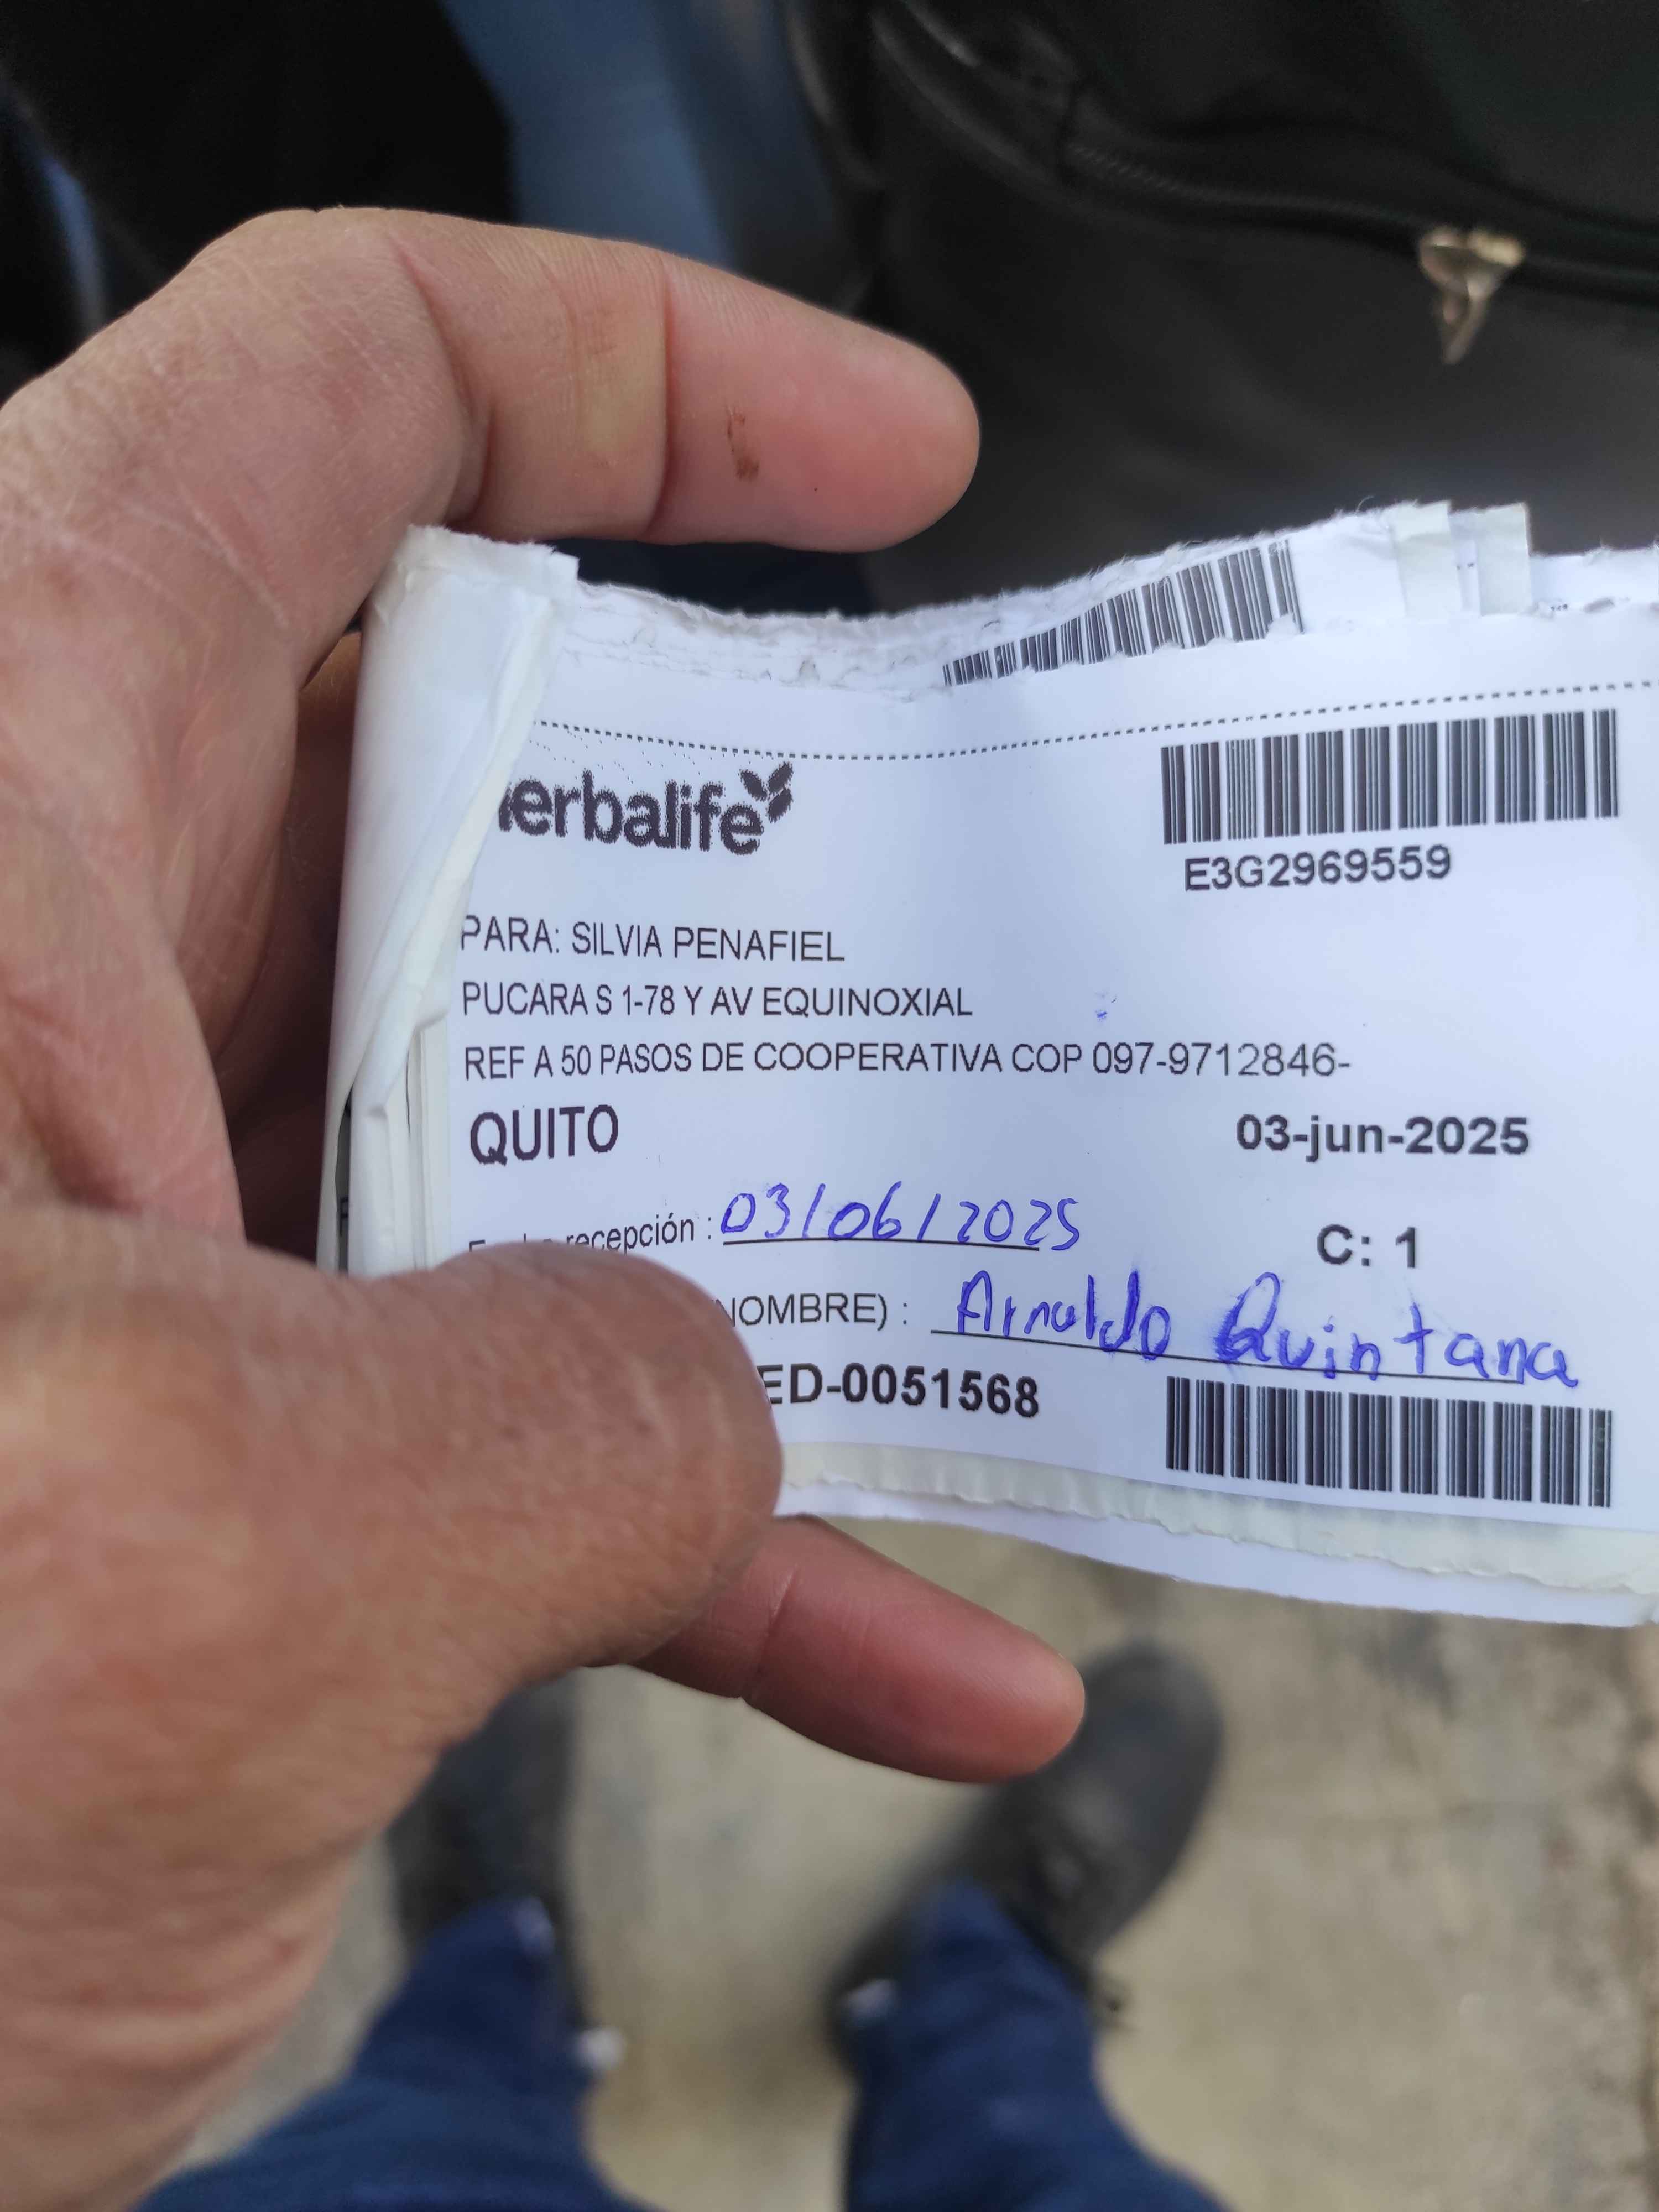 erbalife
E3G2969559
PARA: SILVIA PENAFIEL
PUCARA S 1-78 Y AV EQUINOXIAL
REF A 50 PASOS DE COOPERATIVA COP 097-9712846-
QUITO 03-jun-2025
recepción : 03/06/2025
C: 1
NOMBRE) : Arnaldo Quintana
ED-0051568